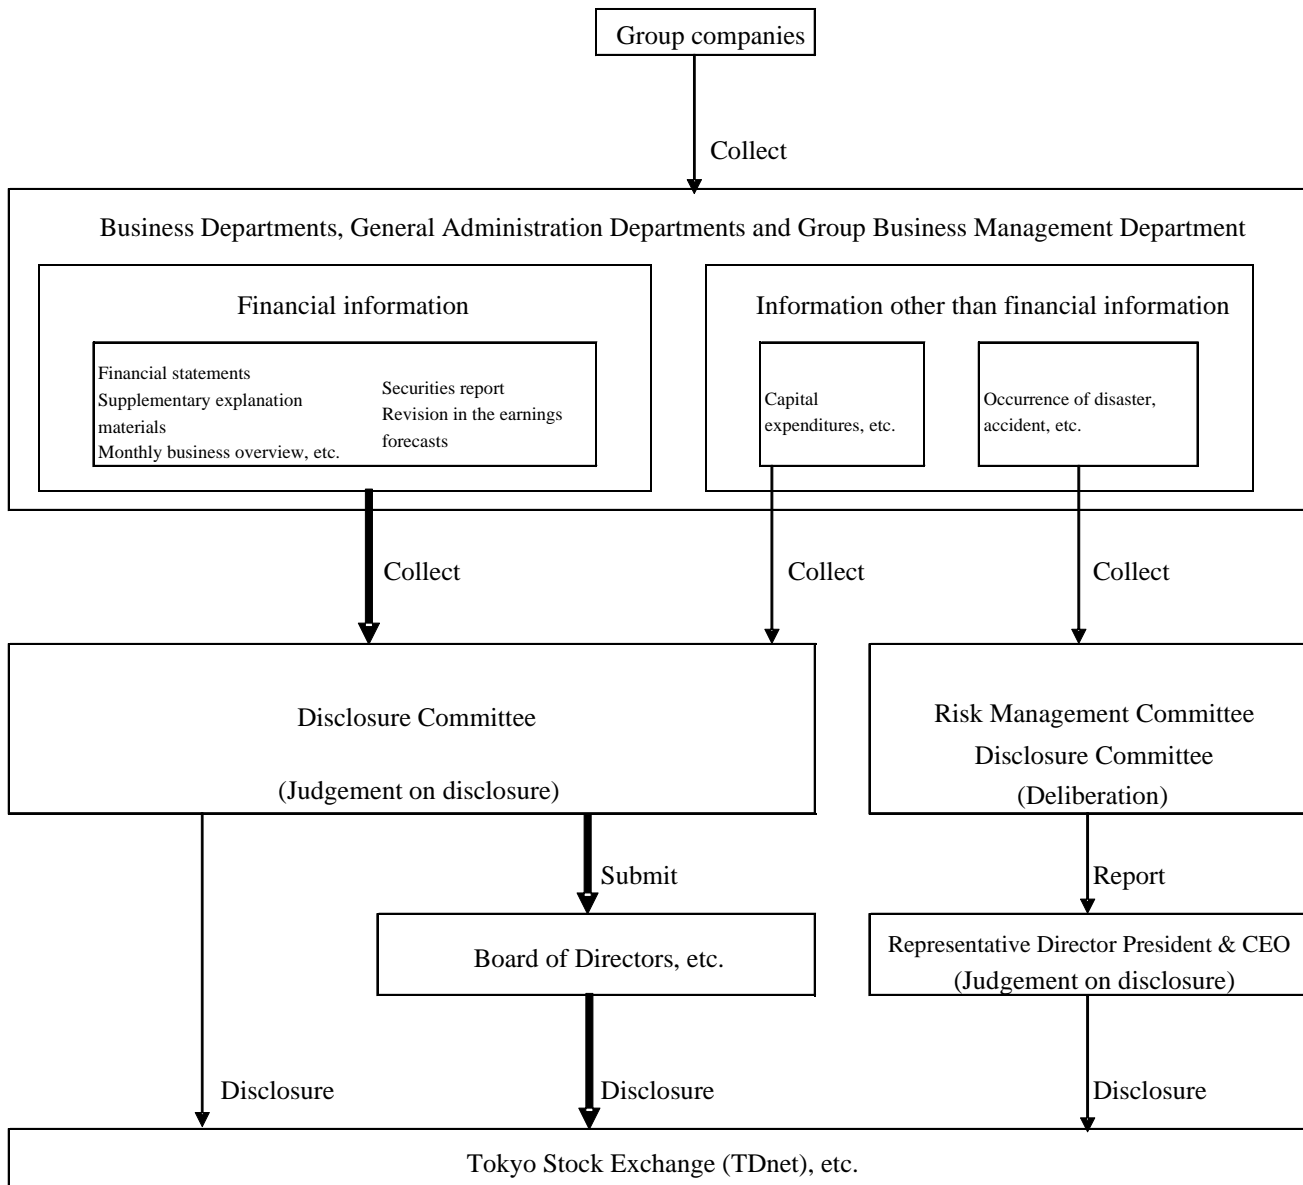 Group companies
Collect
Business Departments, General Administration Departments and Group Business Management Department
Financial information
Financial statements
Supplementary explanation
materials
Monthly business overview, etc.
Securities report
Revision in the earnings
forecasts
Information other than financial information
Capital
expenditures, etc.
Occurrence of disaster,
accident, etc.
Collect
Collect
Collect
Disclosure Committee
(Judgement on disclosure)
Risk Management Committee
Disclosure Committee
(Deliberation)
Submit
Report
Board of Directors, etc.
Representative Director President & CEO
(Judgement on disclosure)
Disclosure
Disclosure
Disclosure
Tokyo Stock Exchange (TDnet), etc.